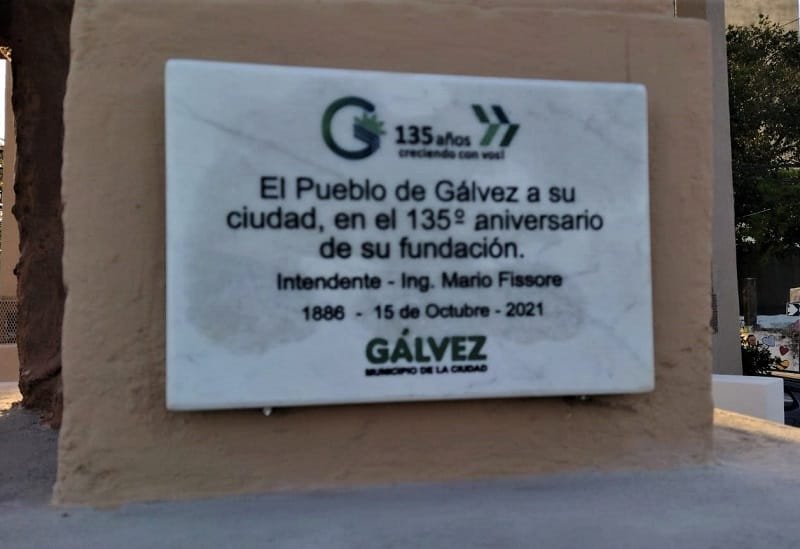 135 años
creciendo con vos!
El Pueblo de Gálvez a su
ciudad, en el 135º aniversario
de su fundación.
Intendente - Ing. Mario Fissore
1886 - 15 de Octubre - 2021
GÁLVEZ
MUNICIPIO DE LA CIUDAD